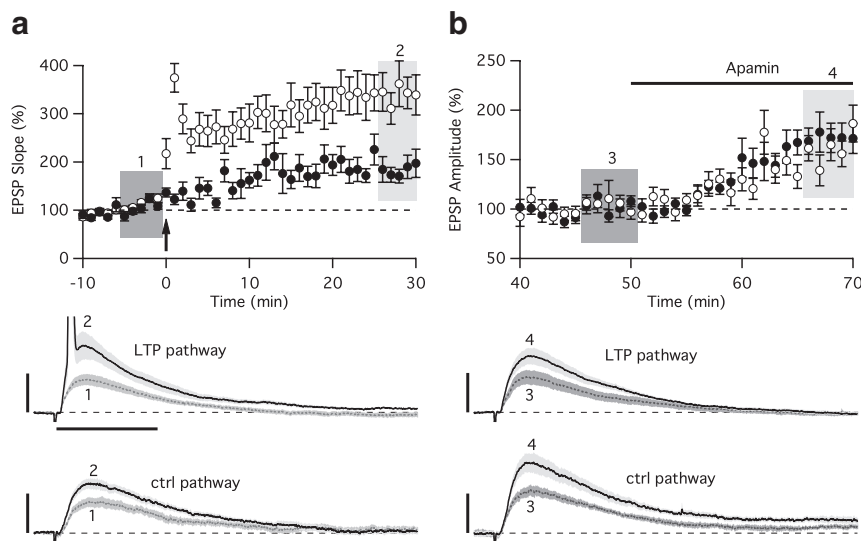 a
b
EPSP Slope (%)
400
300
200
100
0
1
2
-10
0
10
20
30
Time (min)
EPSP Amplitude (%)
250
200
150
100
50
Apamin
3
4
40
50
60
70
Time (min)
2
LTP pathway
1
2
ctrl pathway
1
4
LTP pathway
3
4
ctrl pathway
3